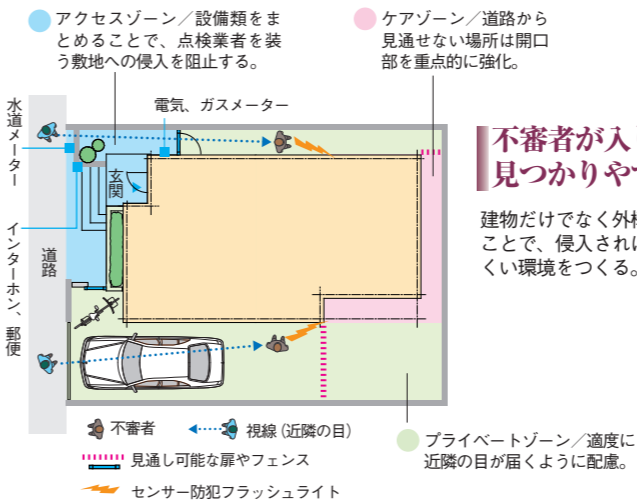 アクセスゾーン／設備類をま
とめることで、点検業者を装
う敷地への侵入を阻止する。
ケアゾーン／道路から
見通せない場所は開口
部を重点的に強化。
水道メーター
電気、ガスメーター
玄関
インターホン、郵便
道路
不審者が入
見つかりや
建物だけでなく外
ことで、侵入され
くい環境をつくる。
不審者
視線（近隣の目）
見通し可能な扉やフェンス
センサー防犯フラッシュライト
プライベートゾーン／適度に
近隣の目が届くように配慮。